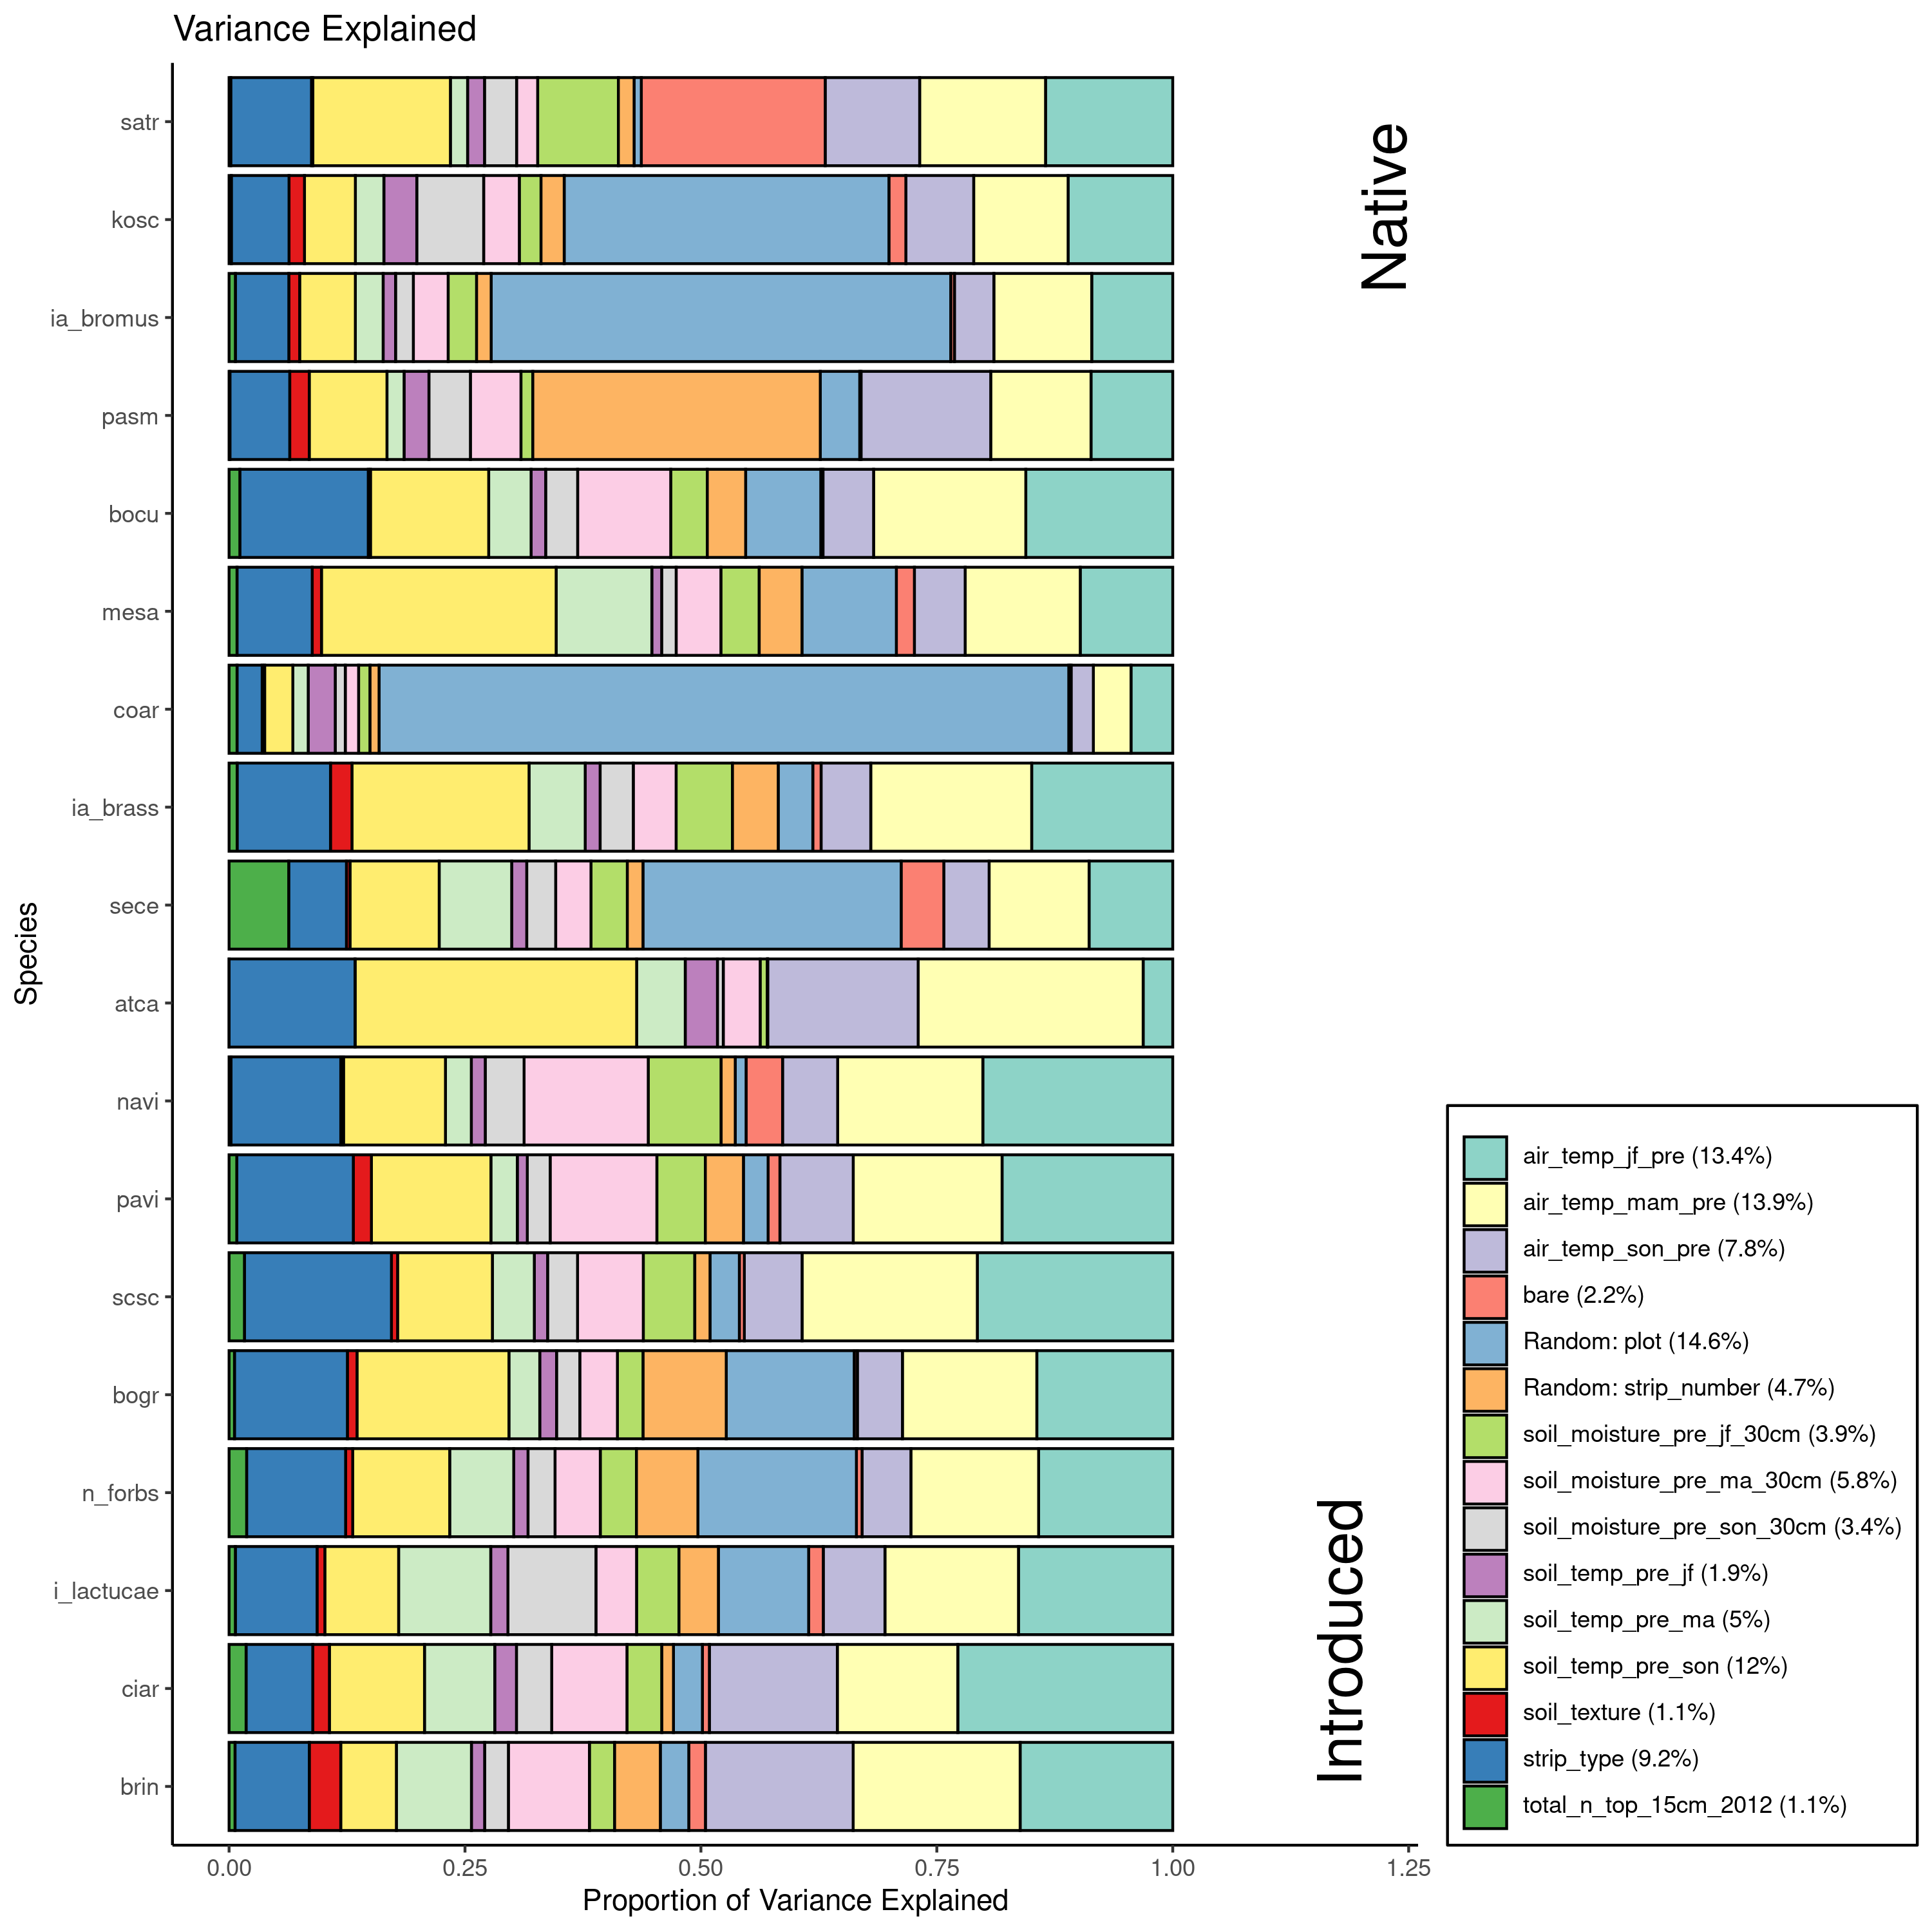 Variance Explained
satr
kosc
ia_bromus
pasm
bocu
mesa
coar
ia_brass
sece
atca
navi
pavi
scsc
bogr
n_forbs
i_lactucae
ciar
brin
Species
0.00 0.25 0.50 0.75 1.00 1.25
Proportion of Variance Explained
Native
Introduced
air_temp_jf_pre (13.4%)
air_temp_mam_pre (13.9%)
air_temp_son_pre (7.8%)
bare (2.2%)
Random: plot (14.6%)
Random: strip_number (4.7%)
soil_moisture_pre_jf_30cm (3.9%)
soil_moisture_pre_ma_30cm (5.8%)
soil_moisture_pre_son_30cm (3.4%)
soil_temp_pre_jf (1.9%)
soil_temp_pre_ma (5%)
soil_temp_pre_son (12%)
soil_texture (1.1%)
strip_type (9.2%)
total_n_top_15cm_2012 (1.1%)